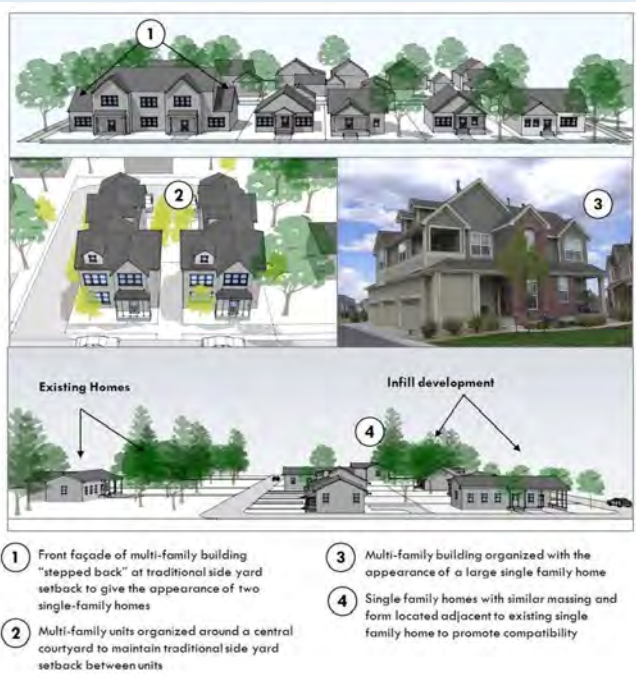 1
2
3
Existing Homes
Infill development
4
1 Front façade of multi-family building
"stepped back" at traditional side yard
setback to give the appearance of two
single-family homes
2 Multi-family units organized around a central
courtyard to maintain traditional side yard
setback between units
3 Multi-family building organized with the
appearance of a large single family home
4 Single family homes with similar massing and
form located adjacent to existing single
family home to promote compatibility